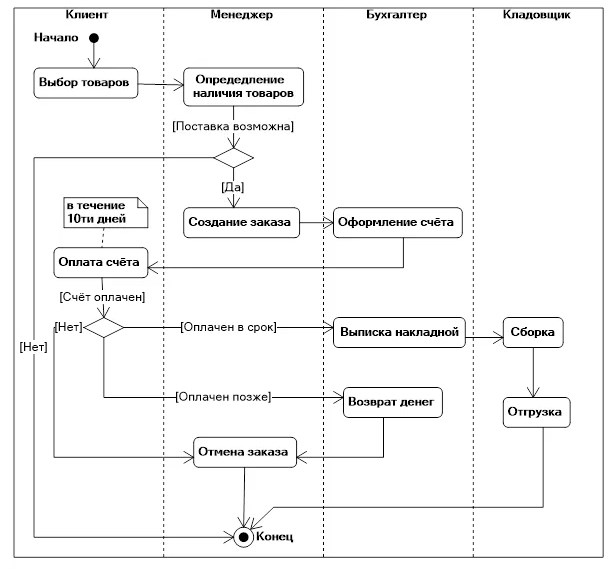 Клиент Менеджер Бухгалтер Кладовщик
Начало
Выбор товаров
Определление
наличия товаров
[Поставка возможна]
[Да]
в течение
10ти дней
Создание заказа
Оформление счёта
Оплата счёта
[Счёт оплачен]
[Нет]
[Оплачен в срок]
Выписка накладной
Сборка
[Нет]
[Оплачен позже]
Возврат денег
Отгрузка
Отмена заказа
Конец